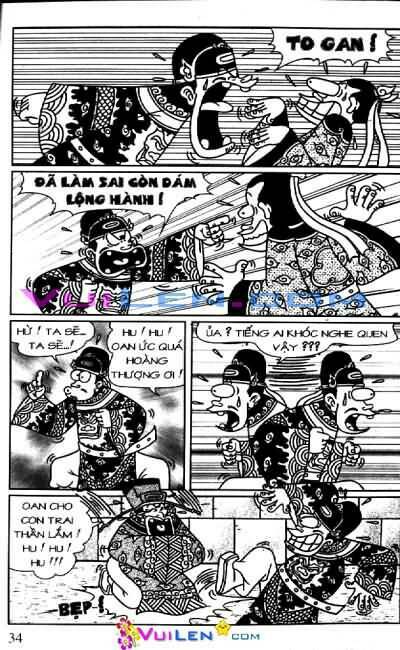 TO GAN !
ĐÃ LÀM SAI CÒN DÁM
LỘNG HÀNH !
VuiLen.com
HỪ ! TA SẼ...
TA SẼ...!
HU ! HU !
OAN ỨC QUÁ
HOÀNG
THƯỢNG ƠI !
ỦA ? TIẾNG AI KHÓC NGHE QUEN
VẬY ???
OAN CHO
CON TRAI
THẦN LẮM !
HU ! HU !
HU !!!
BẸP !
34
VuiLen.com